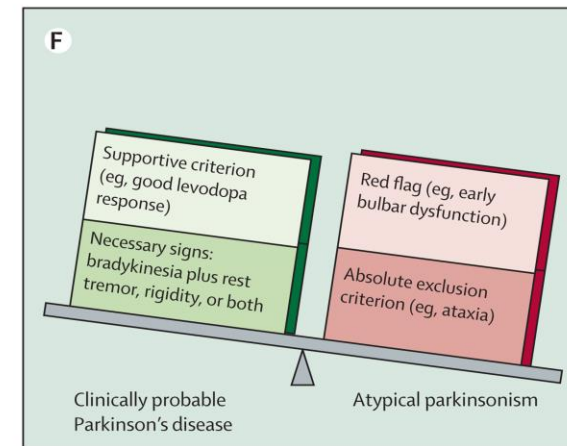 F
Supportive criterion
(eg, good levodopa
response)
Necessary signs:
bradykinesia plus rest
tremor, rigidity, or both
Red flag (eg, early
bulbar dysfunction)
Absolute exclusion
criterion (eg, ataxia)
Clinically probable
Parkinson's disease
Atypical parkinsonism